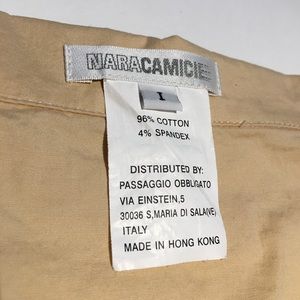 NARACAMICIE
I
96% COTTON
4% SPANDEX
DISTRIBUTED BY:
PASSAGGIO OBBLIGATO
VIA EINSTEIN,5
30036 S,MARIA DI SALA(VE)
ITALY
MADE IN HONG KONG